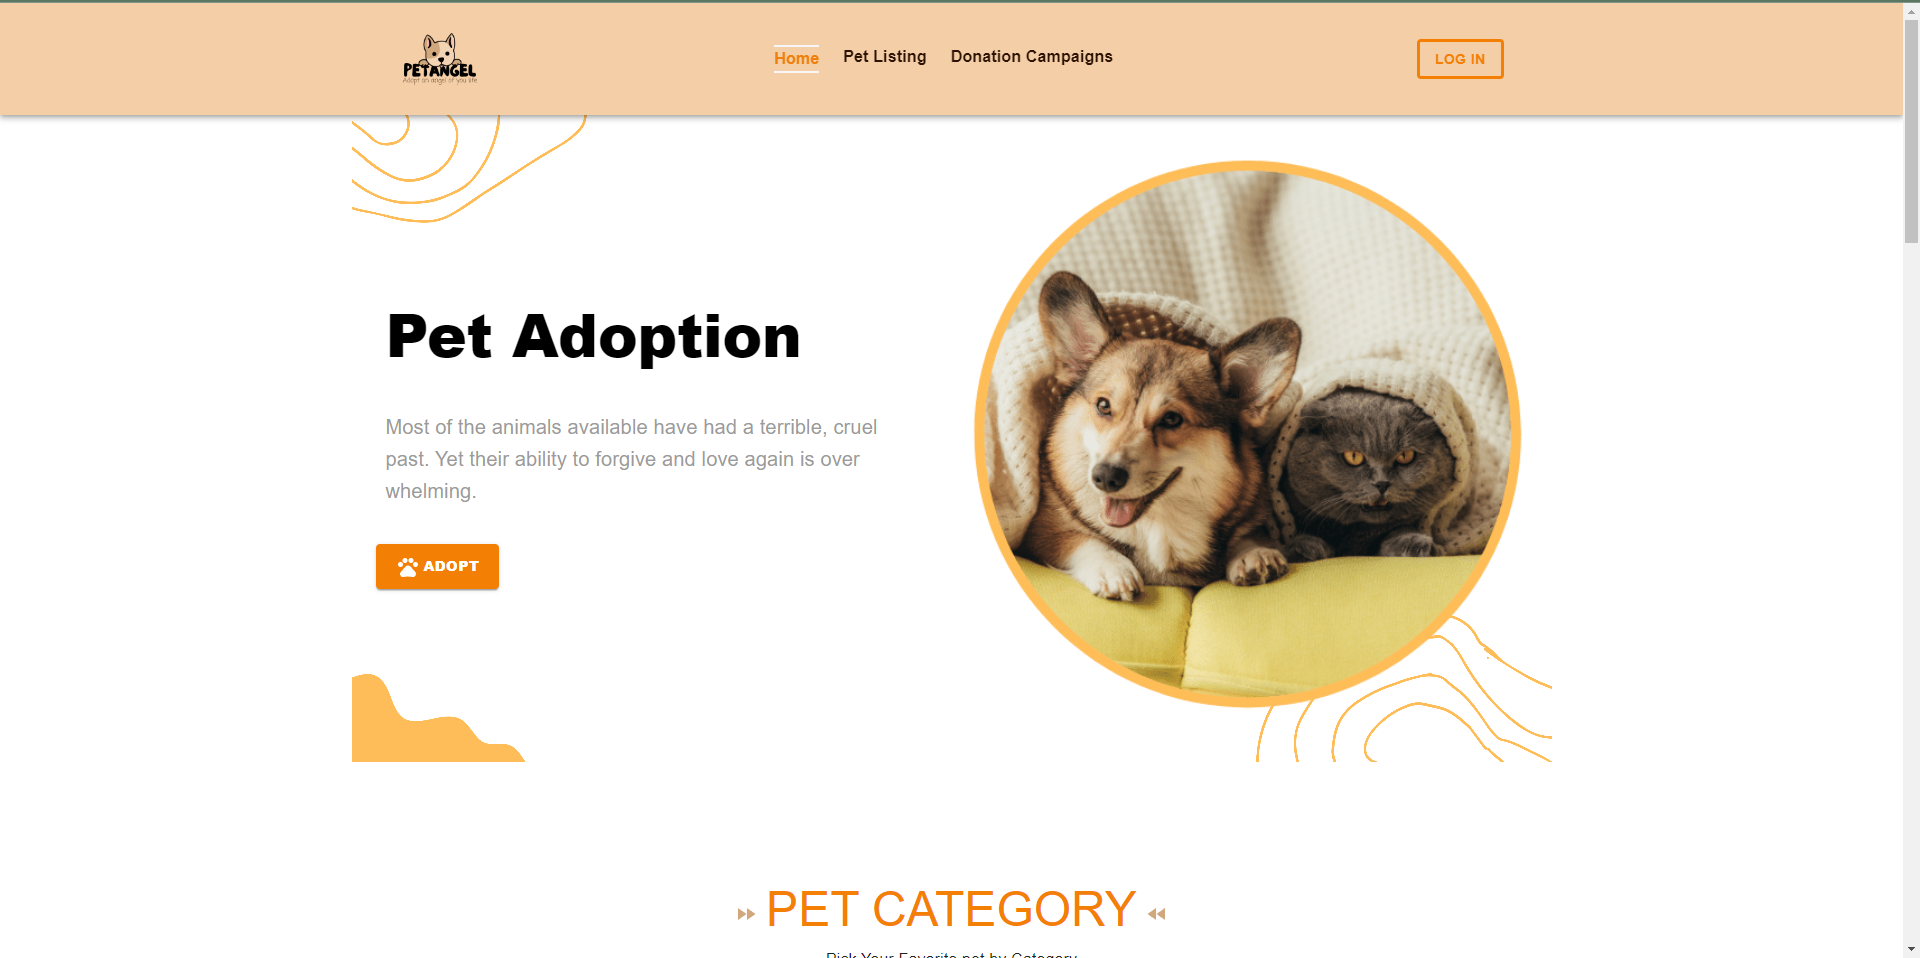 PETANGEL
Adopt an angel of you life
Home
Pet Listing
Donation Campaigns
LOG IN
Pet Adoption
Most of the animals available have had a terrible, cruel
past. Yet their ability to forgive and love again is over
whelming.
ADOPT
PET CATEGORY
Pick Your Favorite pet by Category